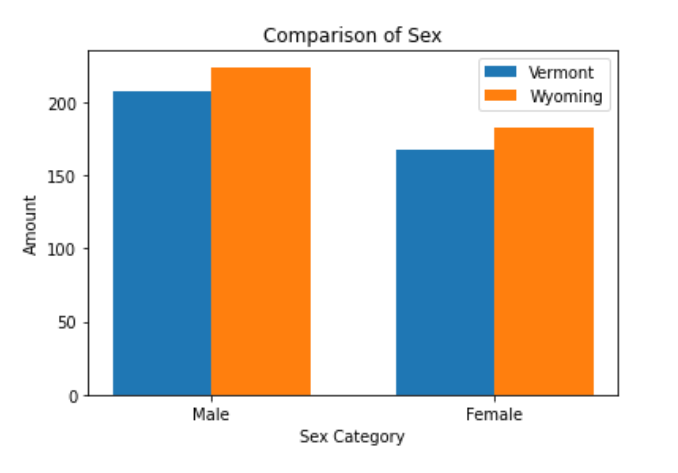 Comparison of Sex
Vermont
Wyoming
200
150
100
50
0
Amount
Male
Female
Sex Category